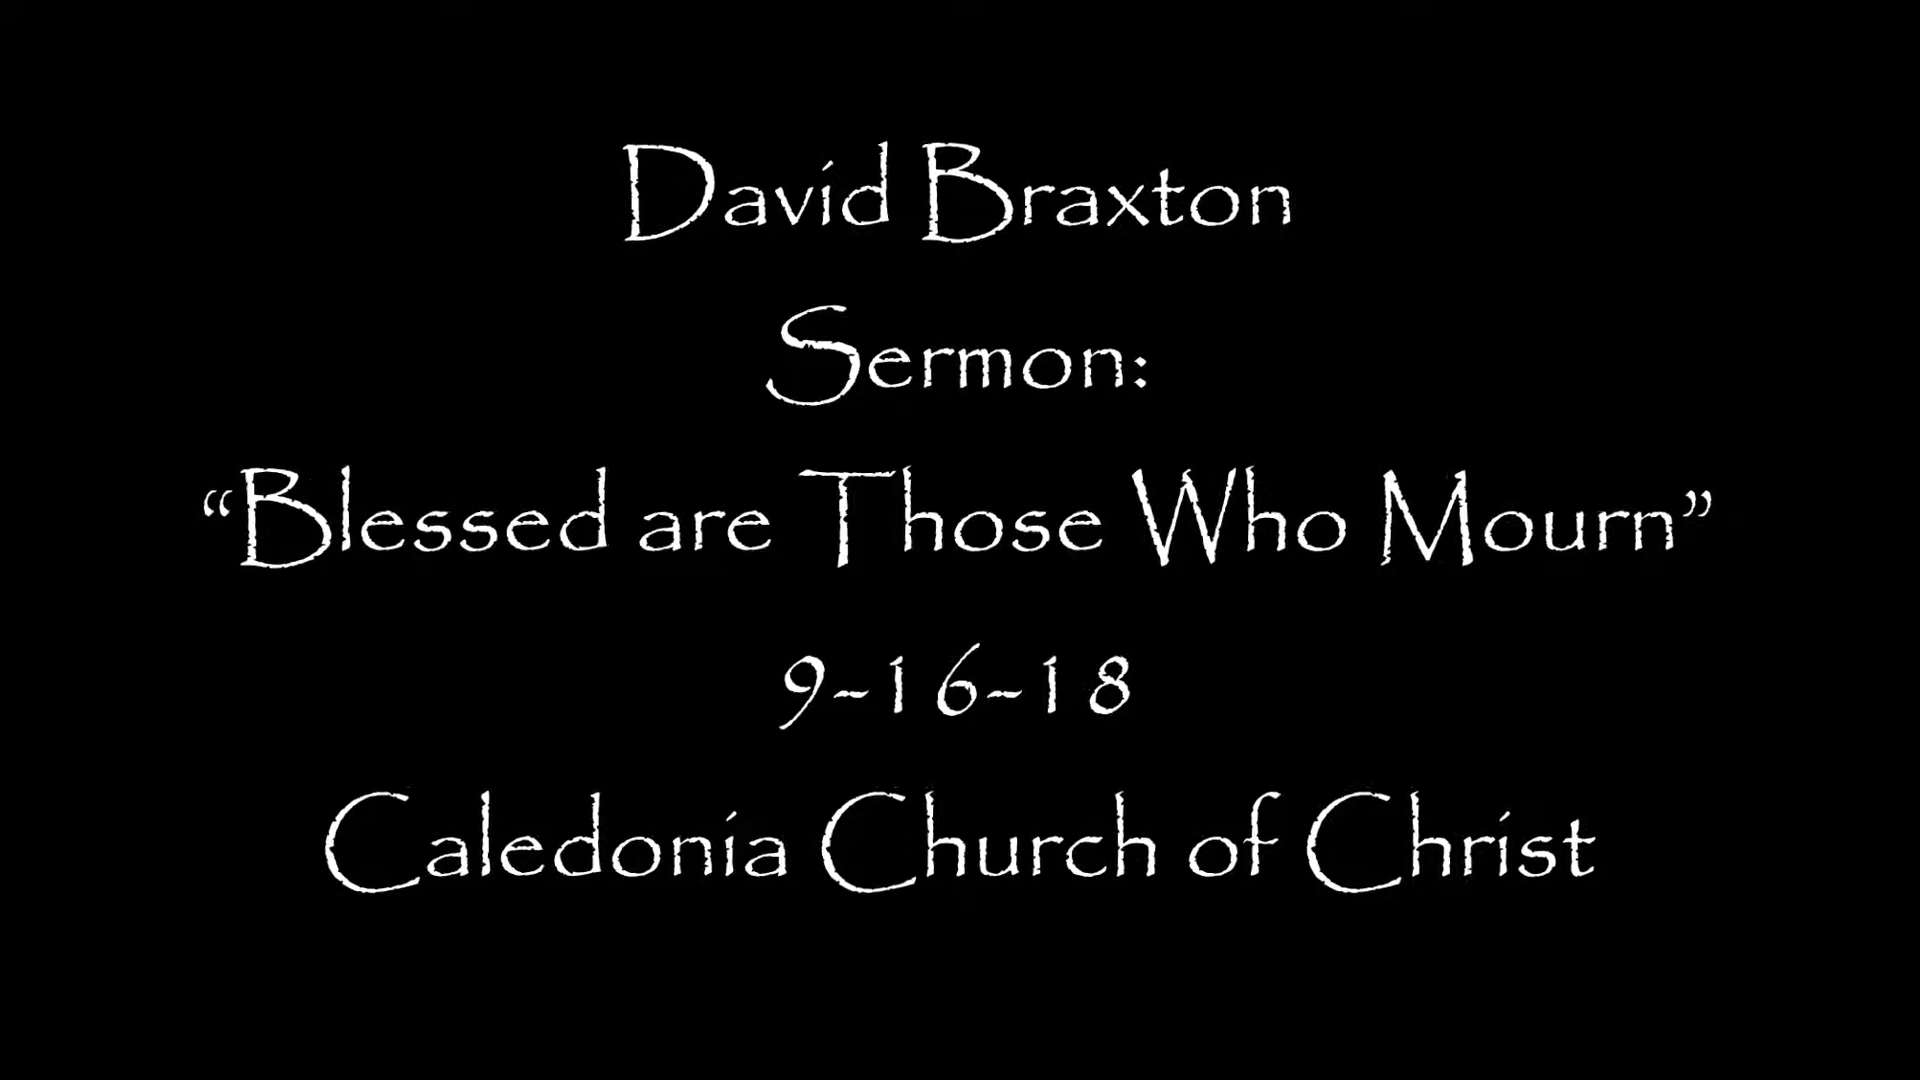 David Braxton
Sermon:
“Blessed are Those Who Mourn”
9-16-18
Caledonia Church of Christ